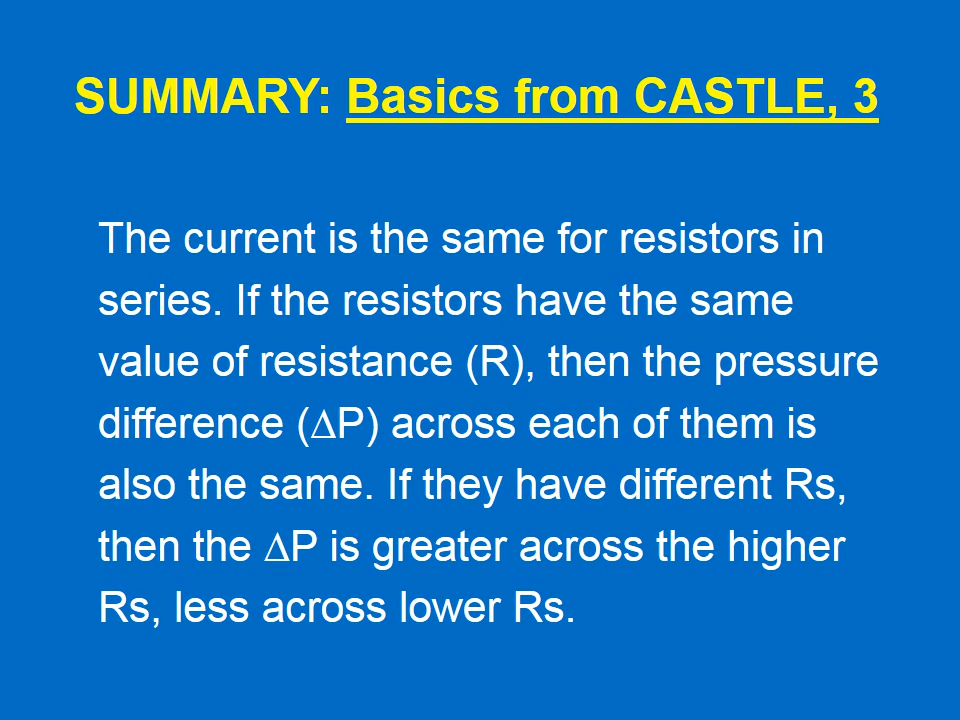 SUMMARY: Basics from CASTLE, 3
The current is the same for resistors in
series. If the resistors have the same
value of resistance (R), then the pressure
difference (∆P) across each of them is
also the same. If they have different Rs,
then the ∆P is greater across the higher
Rs, less across lower Rs.